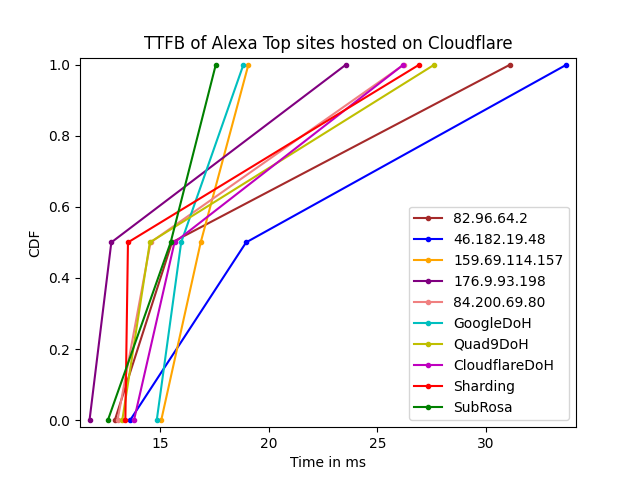 TTFB of Alexa Top sites hosted on Cloudflare
1.0
0.8
0.6
0.4
0.2
0.0
CDF
15
20
25
30
Time in ms
82.96.64.2
46.182.19.48
159.69.114.157
176.9.93.198
84.200.69.80
GoogleDoH
Quad9DoH
CloudflareDoH
Sharding
SubRosa